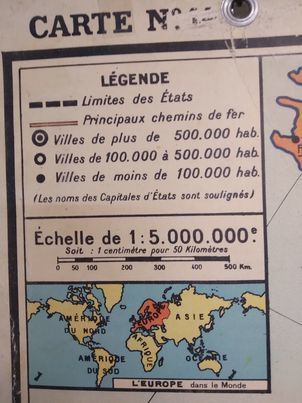 CARTE N°
LÉGENDE
Limites des États
Principaux chemins de fer
Villes de plus de 500.000 hab.
Villes de 100.000 à 500.000 hab.
Villes de moins de 100.000 hab.
(Les noms des Capitales d'États sont soulignés)
Échelle de 1:5.000.000e.
Soit : 1 centimètre pour 50 Kilomètres
0 50 100 200 300 400 500 Km.
AMÉRIQUE
DU NORD
EUROPE
ASIE
AFRIQUE
AMÉRIQUE
DU SUD
OCÉANIE
L'EUROPE dans le Monde